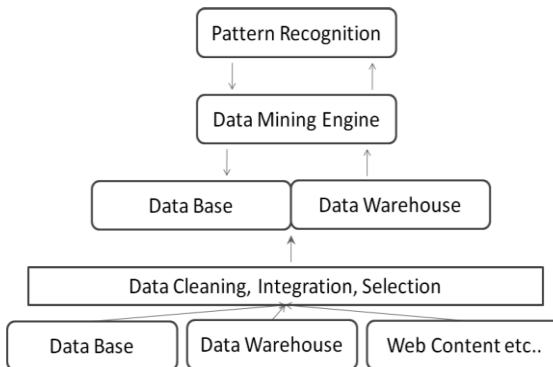 Pattern Recognition
Data Mining Engine
Data Base
Data Warehouse
Data Cleaning, Integration, Selection
Data Base
Data Warehouse
Web Content etc..